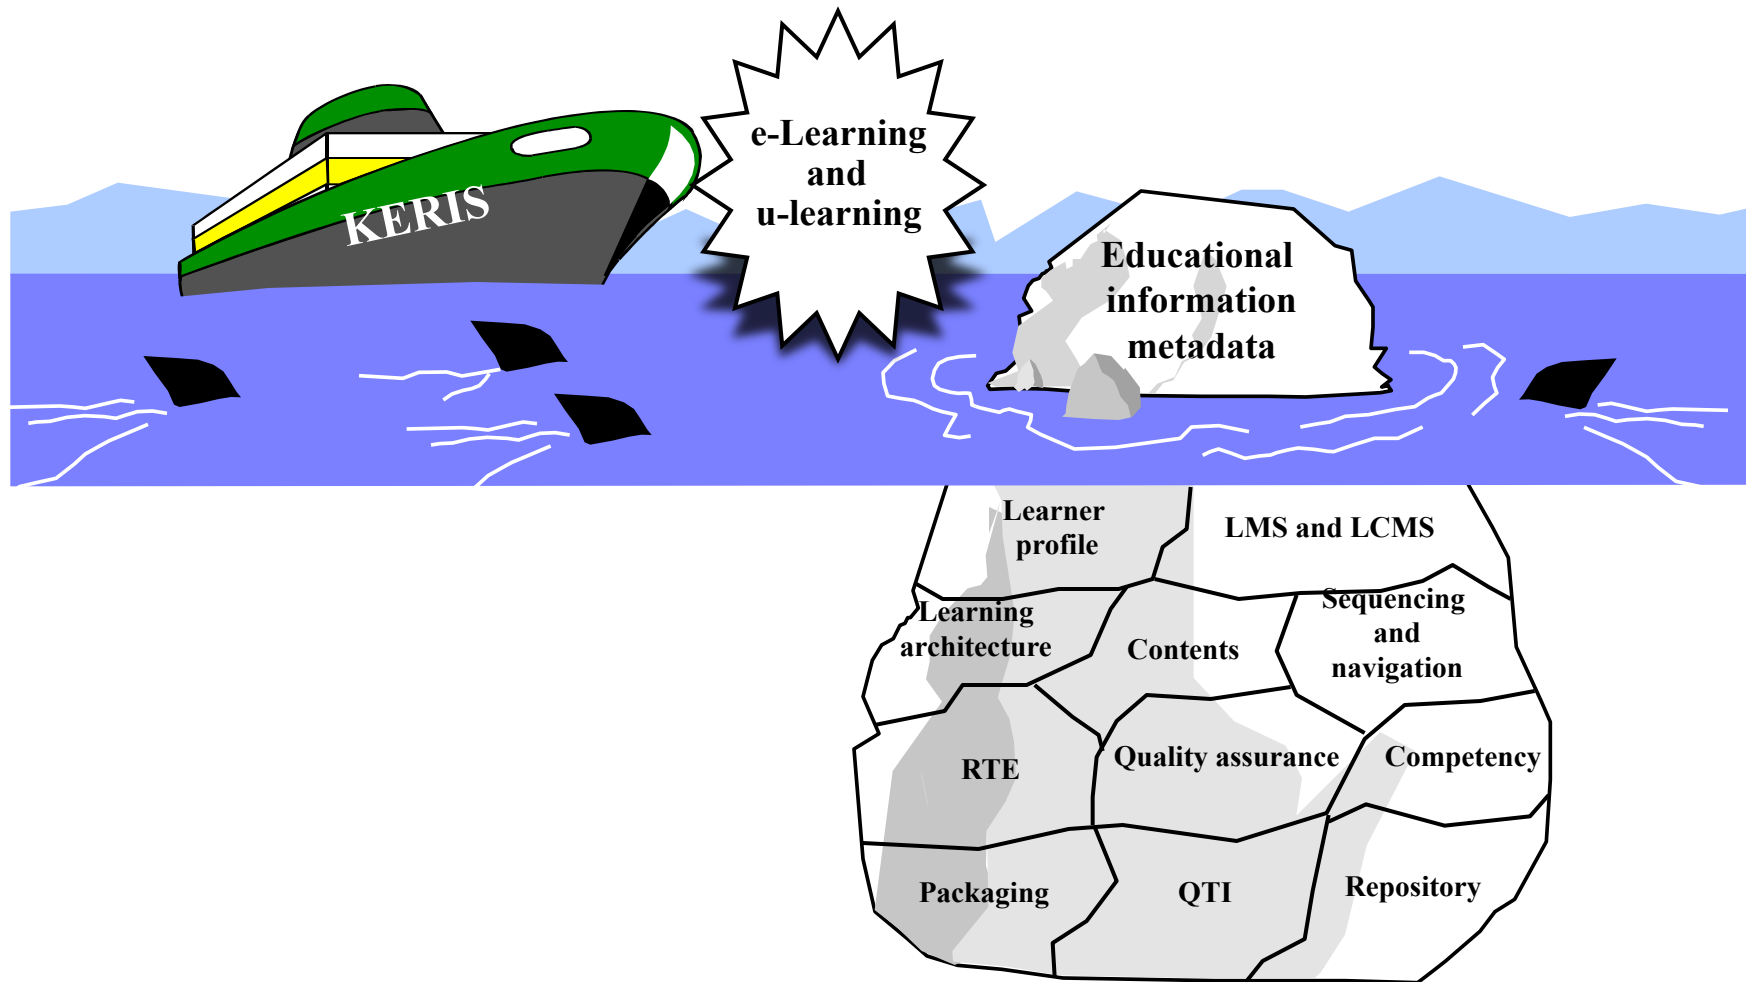 KERIS
e-Learning
and
u-learning
Educational
information
metadata
Learner
profile
LMS and LCMS
Learning
architecture
Contents
Sequencing
and
navigation
RTE
Quality assurance
Competency
Packaging
QTI
Repository